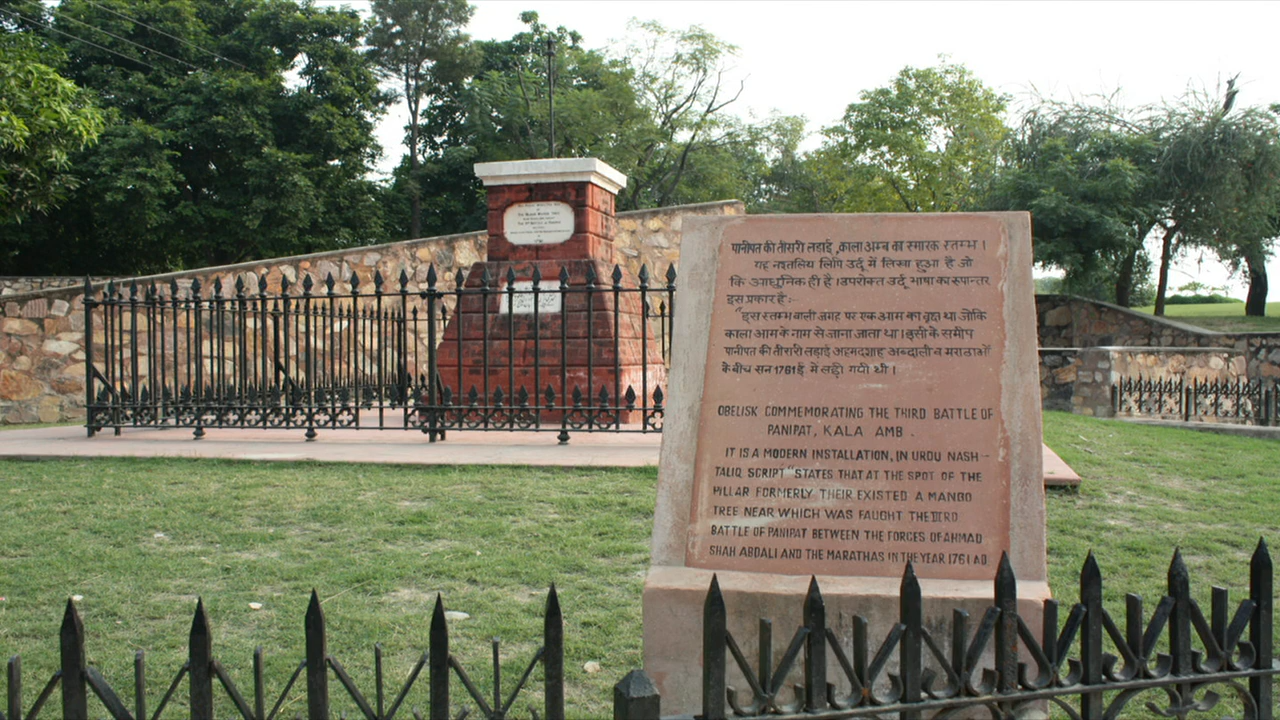 पानीपत की तीसरी लड़ाई ,काला अम्ब का स्मारक स्तम्भ ।
यह नश्तलिय लिपि उर्दू में लिखा हुआ है जो
कि आधुनिक ही है । उपरोक्त उर्दू भाषा का रूपान्तर
इस प्रकार है:-
"इस स्तम्भ वाली जगह पर एक आम का वृक्ष था जोकि
काला आम के नाम से जाना जाता था । इसी के समीप
पानीपत की तीसरी लड़ाई अहमदशाह अब्दाली व मराठाओं
के बीच सन 1761 ई में लड़ी गयी थी ।
OBELISK COMMEMORATING THE THIRD BATTLE OF
PANIPAT, KALA AMB .
IT IS A MODERN INSTALLATION, IN URDU NASH-
TALIQ SCRIPT "STATES THAT AT THE SPOT OF THE
PILLAR FORMERLY THEIR EXISTED A MANGO
TREE NEAR WHICH WAS FAUGHT THE IIIRD
BATTLE OF PANIPAT BETWEEN THE FORCES OF AHMAD
SHAH ABDALI AND THE MARATHAS IN THE YEAR 1761 AD